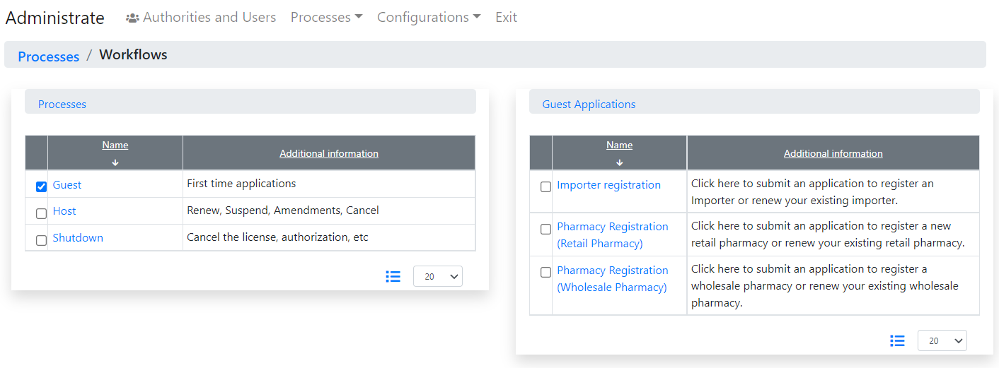 Administrate Authorities and Users Processes Configurations Exit
Processes / Workflows
Processes
Name Additional information
Guest First time applications
Host Renew, Suspend, Amendments, Cancel
Shutdown Cancel the license, authorization, etc
20
Guest Applications
Name Additional information
Importer registration Click here to submit an application to register an
Importer or renew your existing importer.
Pharmacy Registration Click here to submit an application to register a new
(Retail Pharmacy) retail pharmacy or renew your existing retail pharmacy.
Pharmacy Registration Click here to submit an application to register a
(Wholesale Pharmacy) wholesale pharmacy or renew your existing wholesale
pharmacy.
20